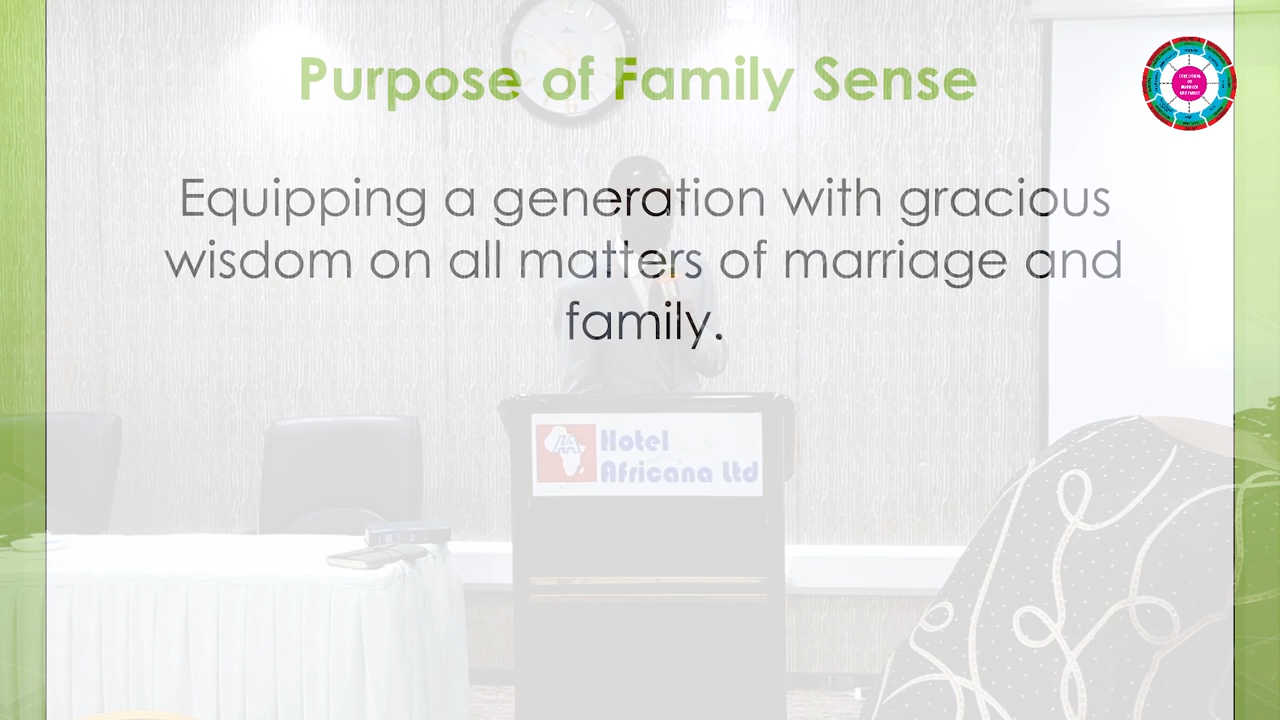 Purpose of Family Sense
Equipping a generation with gracious
wisdom on all matters of marriage and
family.
Hotel
Africana Ltd